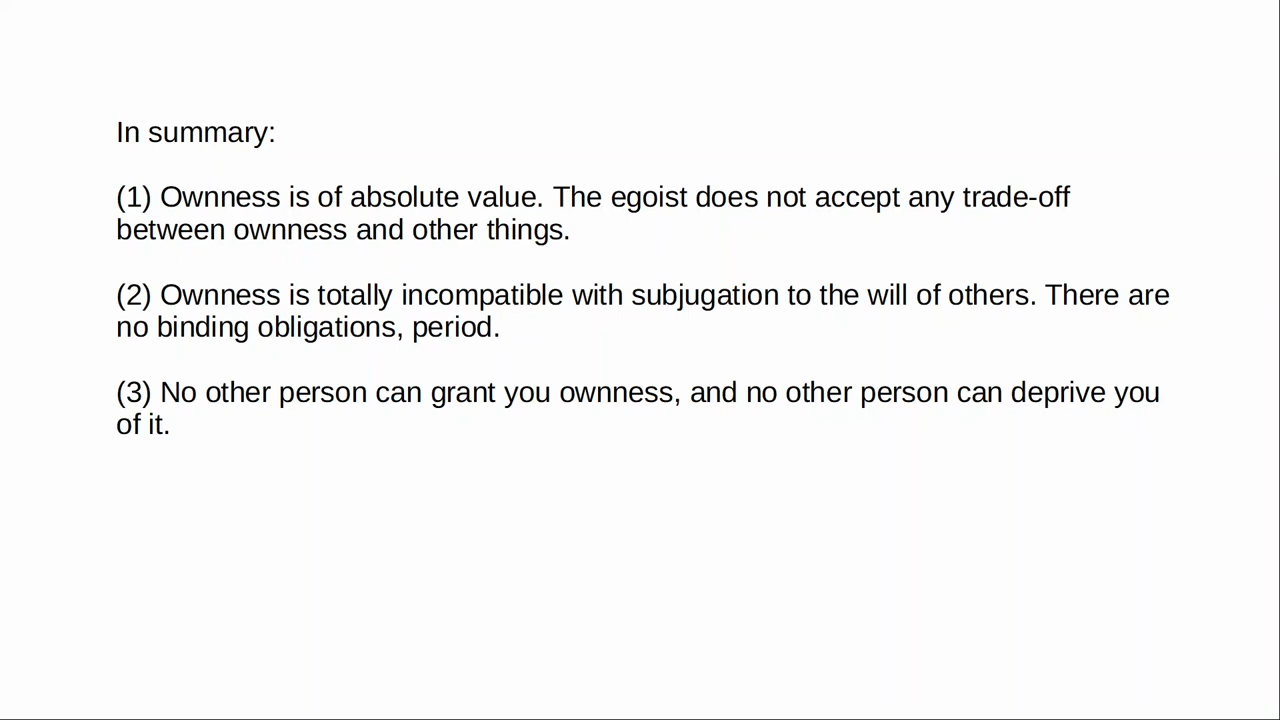 In summary:
(1) Ownness is of absolute value. The egoist does not accept any trade-off
between ownness and other things.
(2) Ownness is totally incompatible with subjugation to the will of others. There are
no binding obligations, period.
(3) No other person can grant you ownness, and no other person can deprive you
of it.